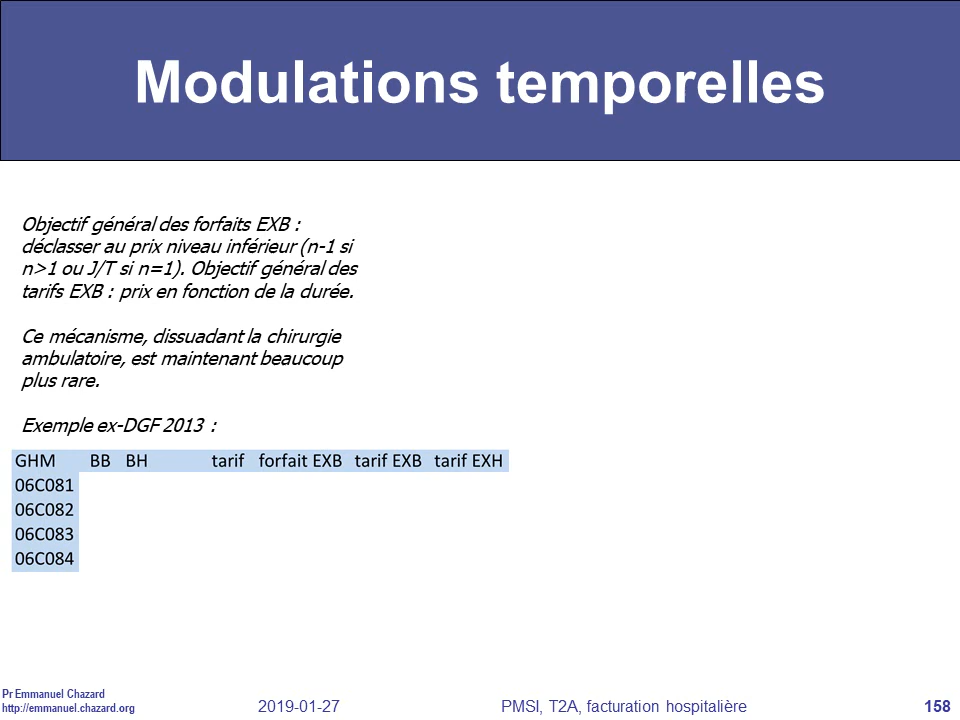 Modulations temporelles
Objectif général des forfaits EXB :
déclasser au prix niveau inférieur (n-1 si
n>1 ou J/T si n=1). Objectif général des
tarifs EXB : prix en fonction de la durée.
Ce mécanisme, dissuadant la chirurgie
ambulatoire, est maintenant beaucoup
plus rare.
Exemple ex-DGF 2013 :
GHM BB BH tarif forfait EXB tarif EXB tarif EXH
06C081
06C082
06C083
06C084
Pr Emmanuel Chazard
http://emmanuel.chazard.org
2019-01-27 PMSI, T2A, facturation hospitalière 158